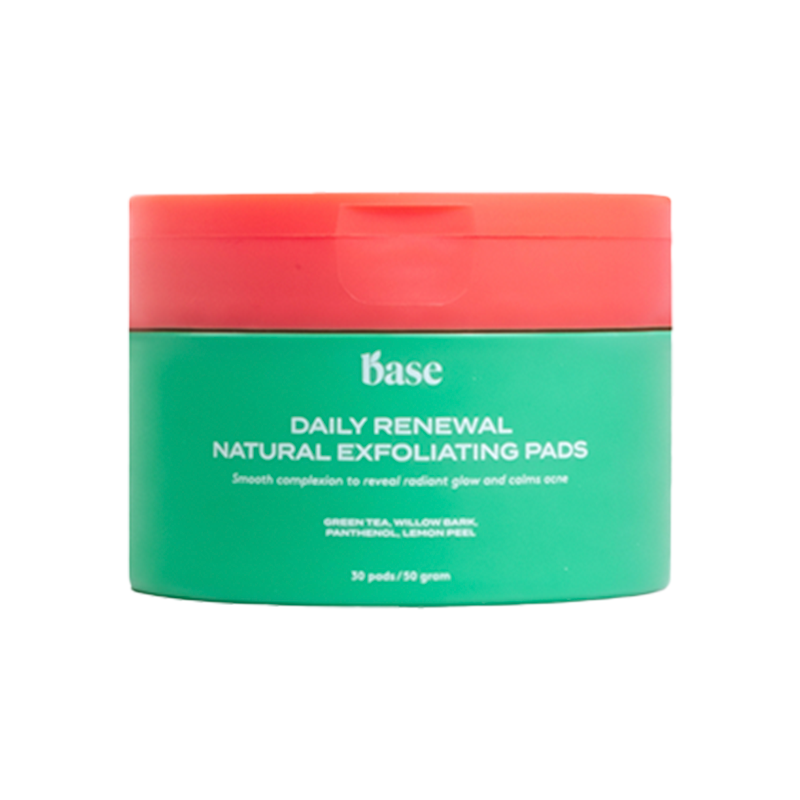 base
DAILY RENEWAL
NATURAL EXFOLIATING PADS
Smooth complexion to reveal radiant glow and calms acne
GREEN TEA, WILLOW BARK,
PANTHENOL, LEMON PEEL
30 pads/50 gram